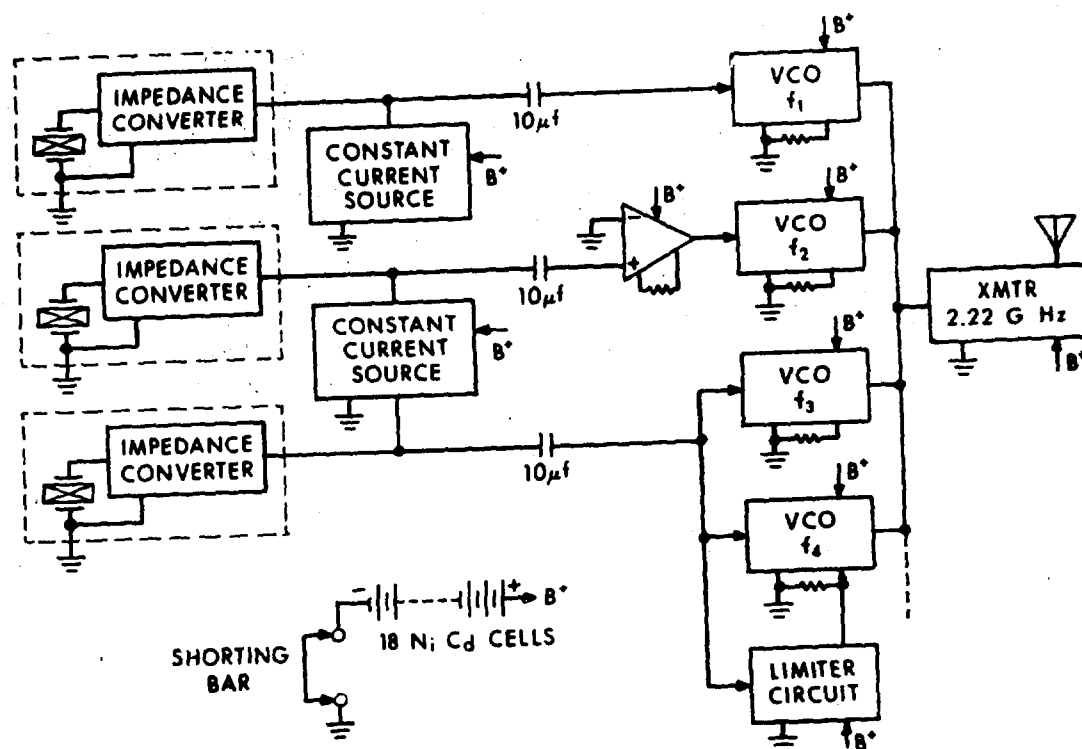 IMPEDANCE
CONVERTER
10μf
B+
VCO
f1
CONSTANT
CURRENT
SOURCE
B+
IMPEDANCE
CONVERTER
10μf
-
+
B+
B+
VCO
f2
CONSTANT
CURRENT
SOURCE
B+
XMTR
2.22 G Hz
B+
B+
VCO
f3
IMPEDANCE
CONVERTER
10μf
B+
VCO
f4
- + B+
18 Ni Cd CELLS
SHORTING
BAR
LIMITER
CIRCUIT
B+